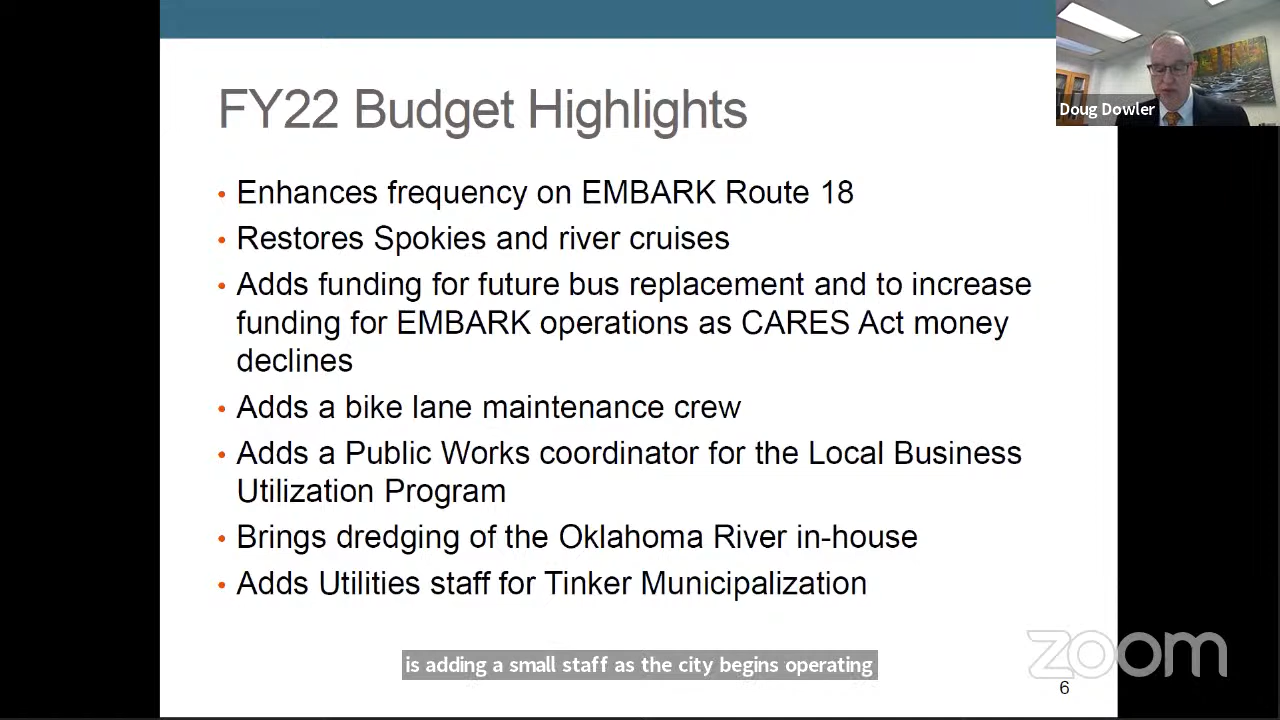 FY22 Budget Highlights
Doug Dowler
• Enhances frequency on EMBARK Route 18
• Restores Spokies and river cruises
• Adds funding for future bus replacement and to increase
funding for EMBARK operations as CARES Act money
declines
• Adds a bike lane maintenance crew
• Adds a Public Works coordinator for the Local Business
Utilization Program
• Brings dredging of the Oklahoma River in-house
• Adds Utilities staff for Tinker Municipalization
is adding a small staff as the city begins operating
zoom
6